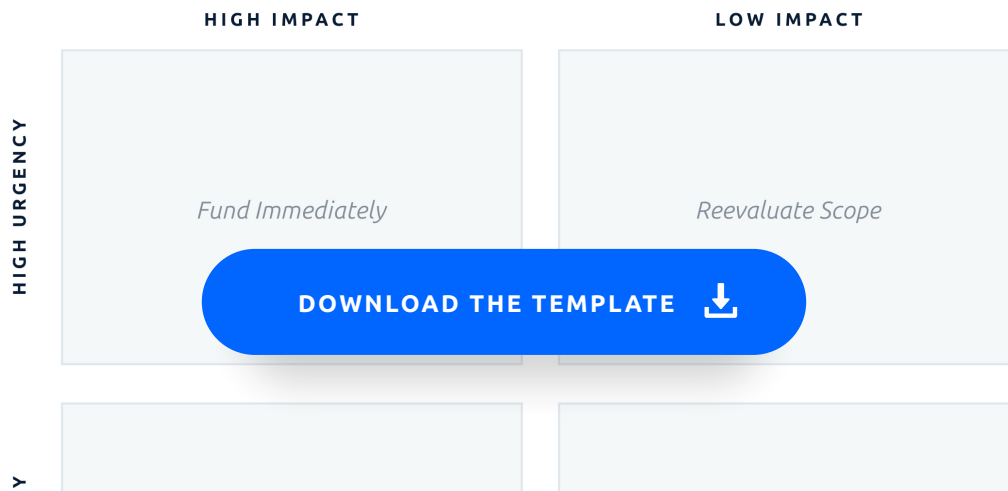 HIGH IMPACT
LOW IMPACT
HIGH URGENCY
Fund Immediately
Reevaluate Scope
DOWNLOAD THE TEMPLATE
Y